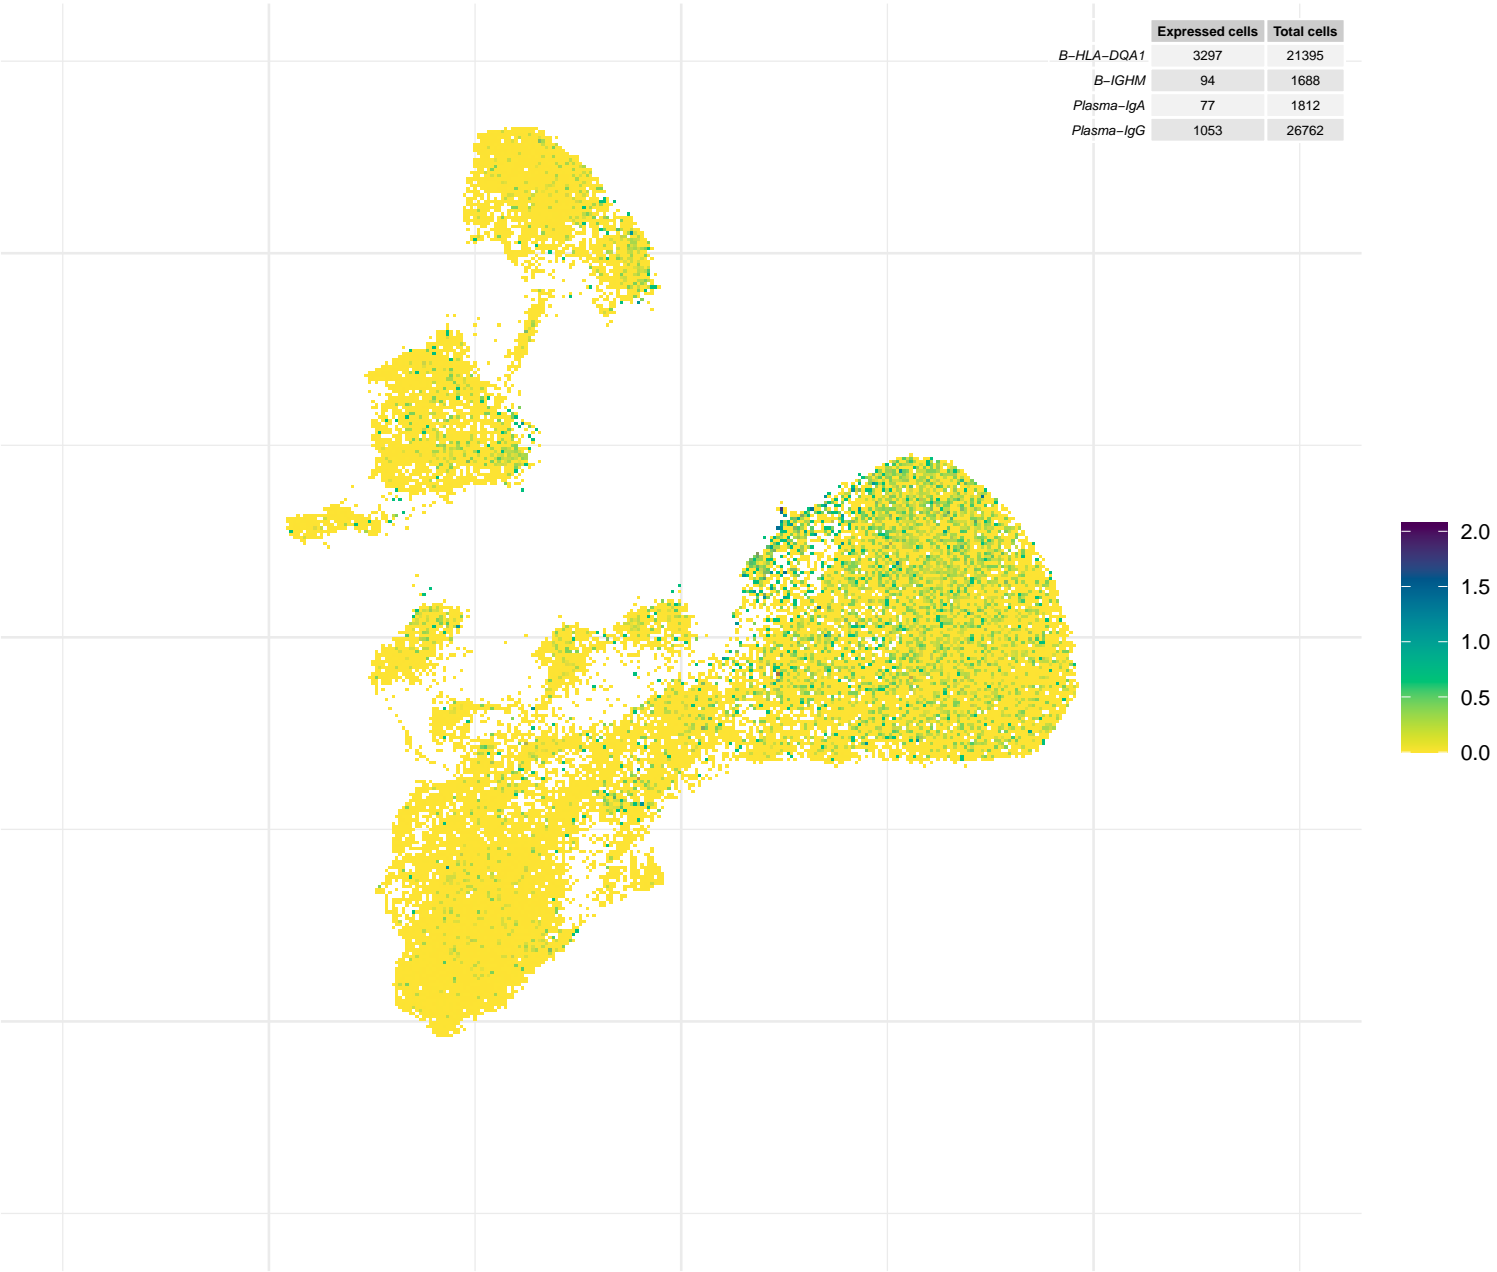 Expressed cells Total cells
B−HLA−DQA1 3297 21395
B−IGHM 94 1688
Plasma−IgA 77 1812
Plasma−IgG 1053 26762
2.0
1.5
1.0
0.5
0.0